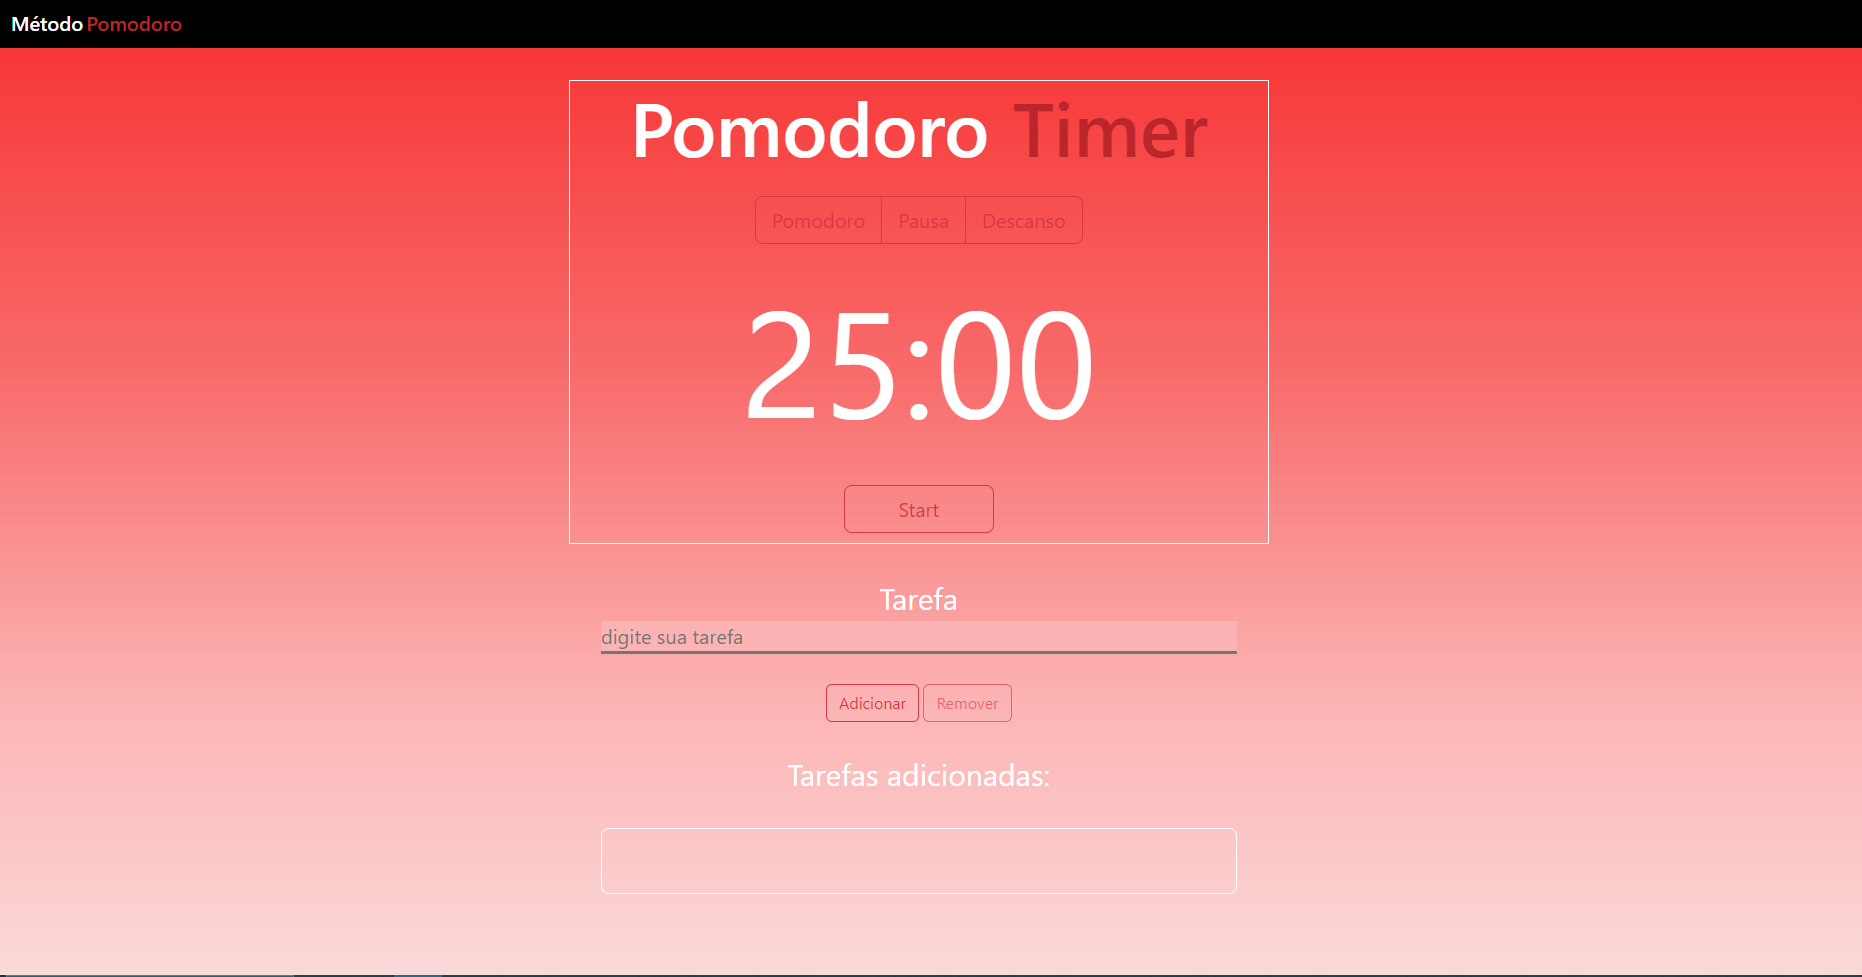 Método Pomodoro
Pomodoro Timer
Pomodoro Pausa Descanso
25:00
Start
Tarefa
digite sua tarefa
Adicionar Remover
Tarefas adicionadas: